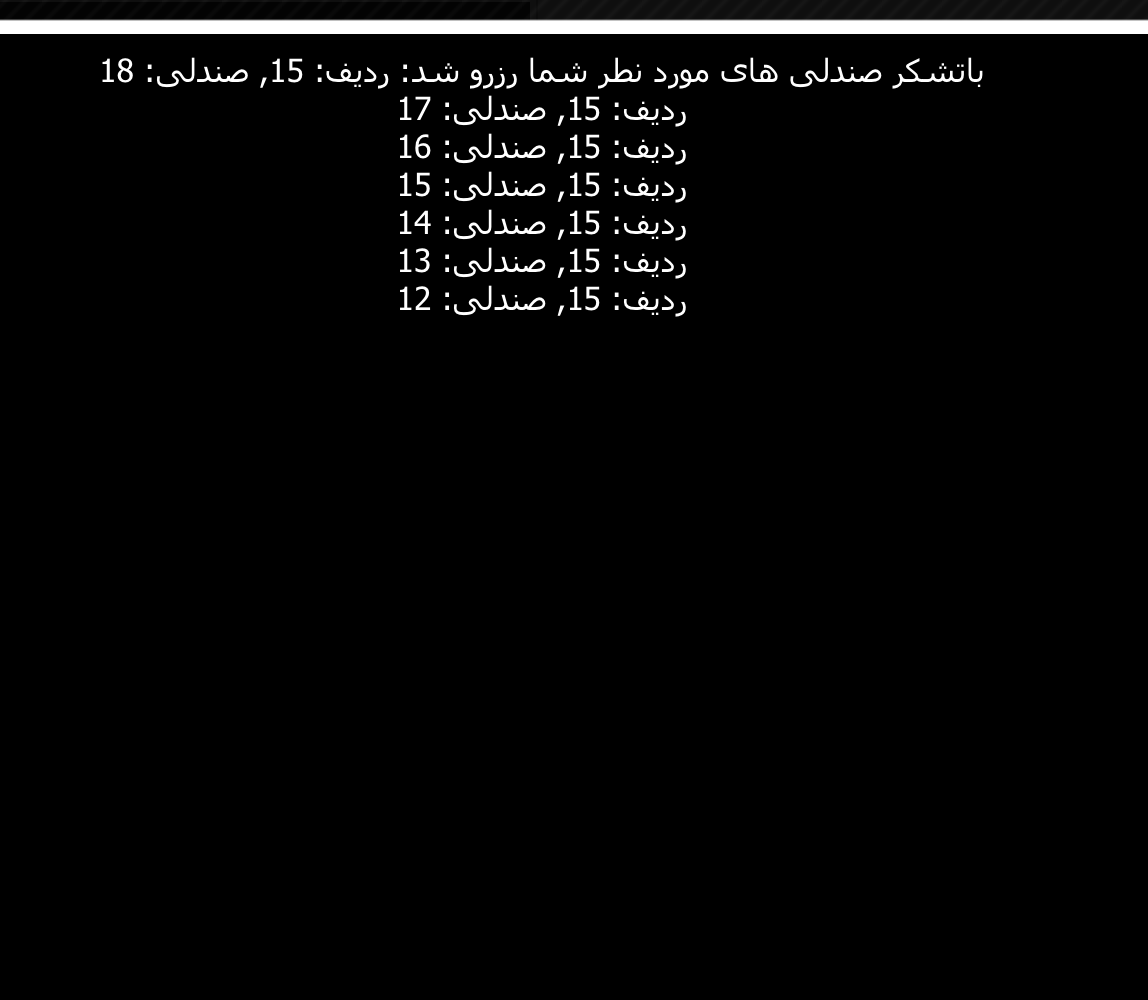 باتشکر صندلی های مورد نطر شما رزرو شد: ردیف: 15, صندلی: 18
ردیف: 15, صندلی: 17
ردیف: 15, صندلی: 16
ردیف: 15, صندلی: 15
ردیف: 15, صندلی: 14
ردیف: 15, صندلی: 13
ردیف: 15, صندلی: 12